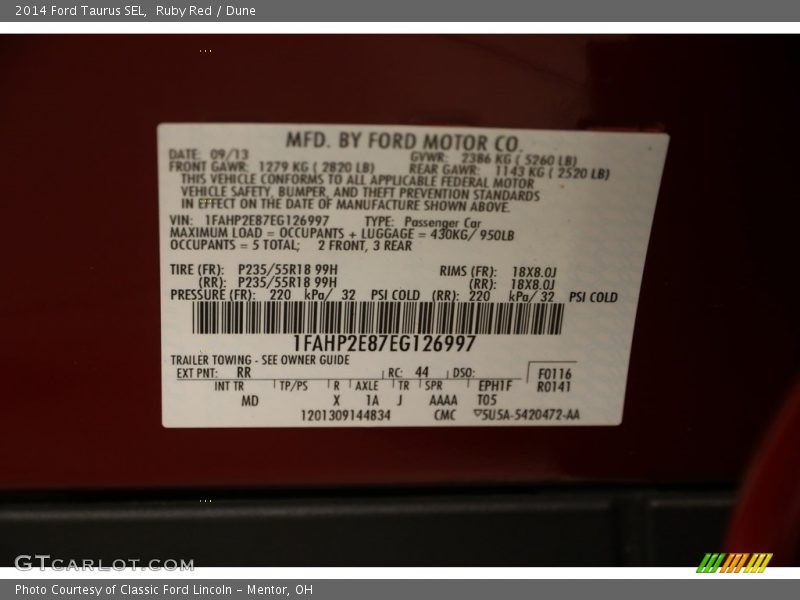 2014 Ford Taurus SEL, Ruby Red / Dune
MFD. BY FORD MOTOR CO.
DATE: 09/13 GVWR: 2386 KG ( 5260 LB)
FRONT GAWR: 1279 KG ( 2820 LB) REAR GAWR: 1143 KG ( 2520 LB)
THIS VEHICLE CONFORMS TO ALL APPLICABLE FEDERAL MOTOR
VEHICLE SAFETY, BUMPER, AND THEFT PREVENTION STANDARDS
IN EFFECT ON THE DATE OF MANUFACTURE SHOWN ABOVE.
VIN: 1FAHP2E87EG126997 TYPE: Passenger Car
MAXIMUM LOAD = OCCUPANTS + LUGGAGE = 430KG/ 950LB
OCCUPANTS = 5 TOTAL; 2 FRONT, 3 REAR
TIRE (FR): P235/55R18 99H RIMS (FR): 18X8.0J
(RR): P235/55R18 99H (RR): 18X8.0J
PRESSURE (FR): 220 kPa/ 32 PSI COLD (RR): 220 kPa/ 32 PSI COLD
1FAHP2E87EG126997
TRAILER TOWING - SEE OWNER GUIDE
EXT PNT: RR RC: 44 DSO: F0116
INT TR TP/PS R AXLE TR SPR EPH1F R0141
MD X 1A J AAAA T05
1201309144834 CMC 5U5A-5420472-AA
GTCARLOT.COM
Photo Courtesy of Classic Ford Lincoln - Mentor, OH